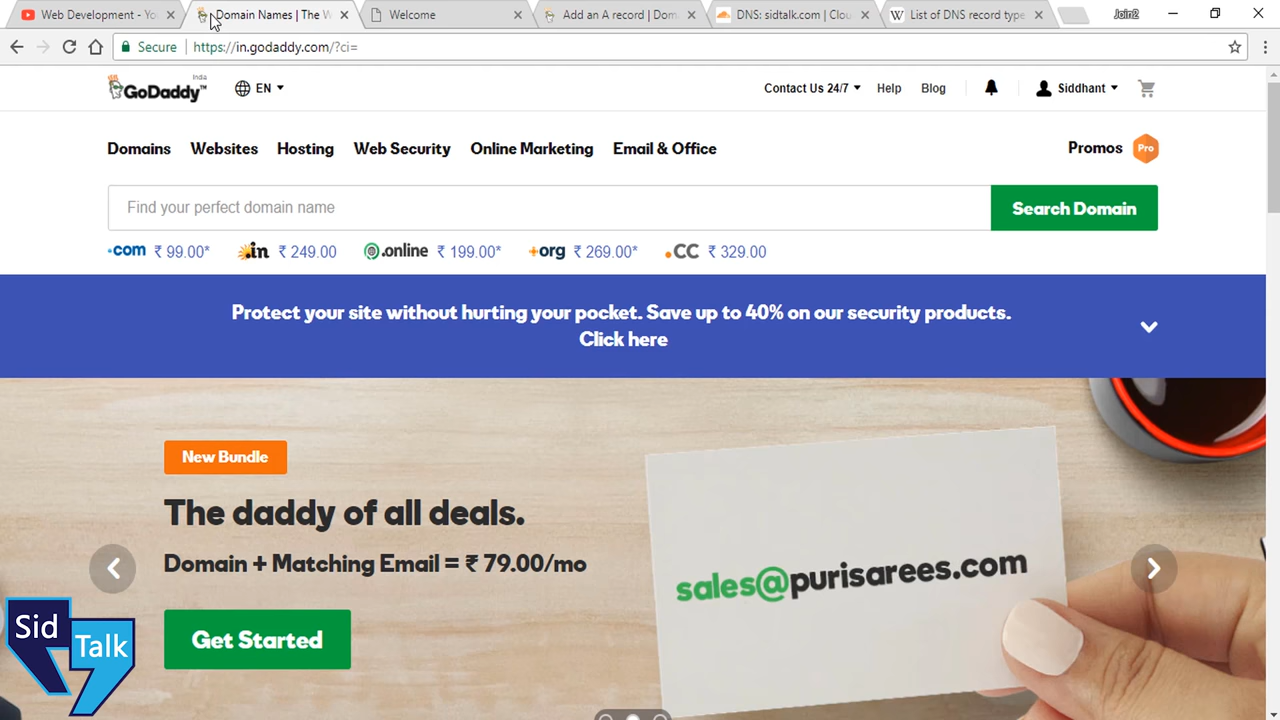 Web Development - Yo
Domain Names | The W
Welcome
Add an A record | Dom
DNS: sidtalk.com | Clou
List of DNS record type
Join2
Secure
https://in.godaddy.com/?ci=
GoDaddy™
India
EN
Contact Us 24/7
Help
Blog
Siddhant
Domains
Websites
Hosting
Web Security
Online Marketing
Email & Office
Promos
Pro
Find your perfect domain name
Search Domain
.com ₹ 99.00*
.in ₹ 249.00
.online ₹ 199.00*
org ₹ 269.00*
.CC ₹ 329.00
Protect your site without hurting your pocket. Save up to 40% on our security products.
Click here
New Bundle
The daddy of all deals.
Domain + Matching Email = ₹ 79.00/mo
Get Started
sales@purisarees.com
Sid
Talk